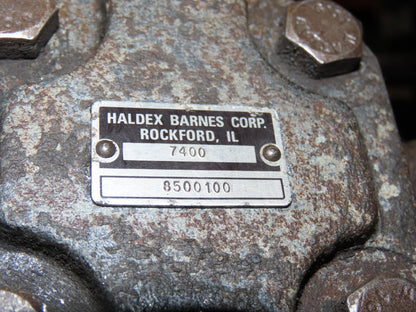 HALDEX BARNES CORP.
ROCKFORD, IL
7400
8500100